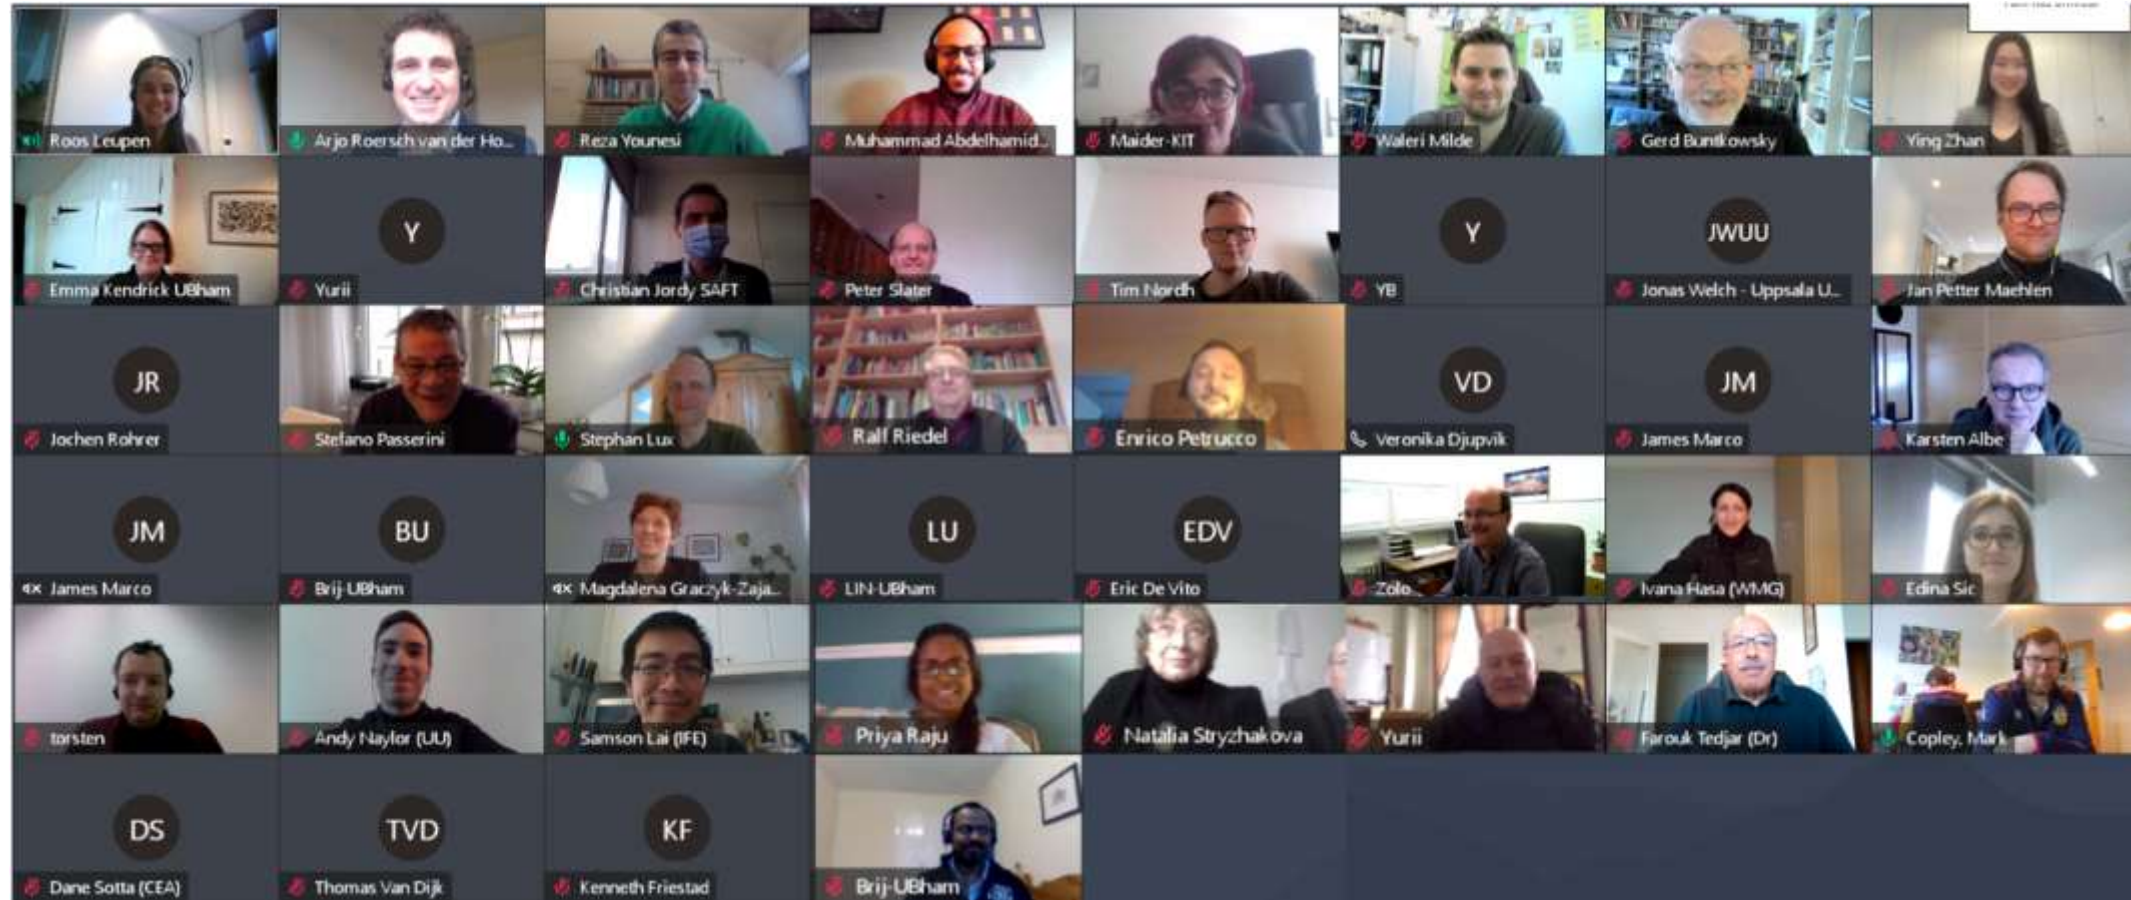 Roos Leupen
Arjo Roersch van der Ho...
Reza Younesi
Muhammad Abdelhamid...
Maider-KIT
Waleri Milde
Gerd Buntkowsky
Ying Zhan
Emma Kendrick UBham
Y
Yurii
Christian Jordy SAFT
Peter Slater
Tim Nordh
Y
YB
JWUU
Jonas Welch - Uppsala U...
Jan Petter Maehlen
JR
Jochen Rohrer
Stefano Passerini
Stephan Lux
Ralf Riedel
Enrico Petrucco
VD
Veronika Djupvik
JM
James Marco
Karsten Albe
JM
James Marco
BU
Brij-UBham
Magdalena Graczyk-Zaja...
LU
LIN-UBham
EDV
Eric De Vito
Zolo
Ivana Hasa (WMG)
Edina Sic
torsten
Andy Naylor (UU)
Samson Lai (IFE)
Priya Raju
Natalia Stryzhakova
Yurii
Farouk Tedjar (Dr)
Copley, Mark
DS
Dane Sotta (CEA)
TVD
Thomas Van Dijk
KF
Kenneth Friestad
Brij-UBham